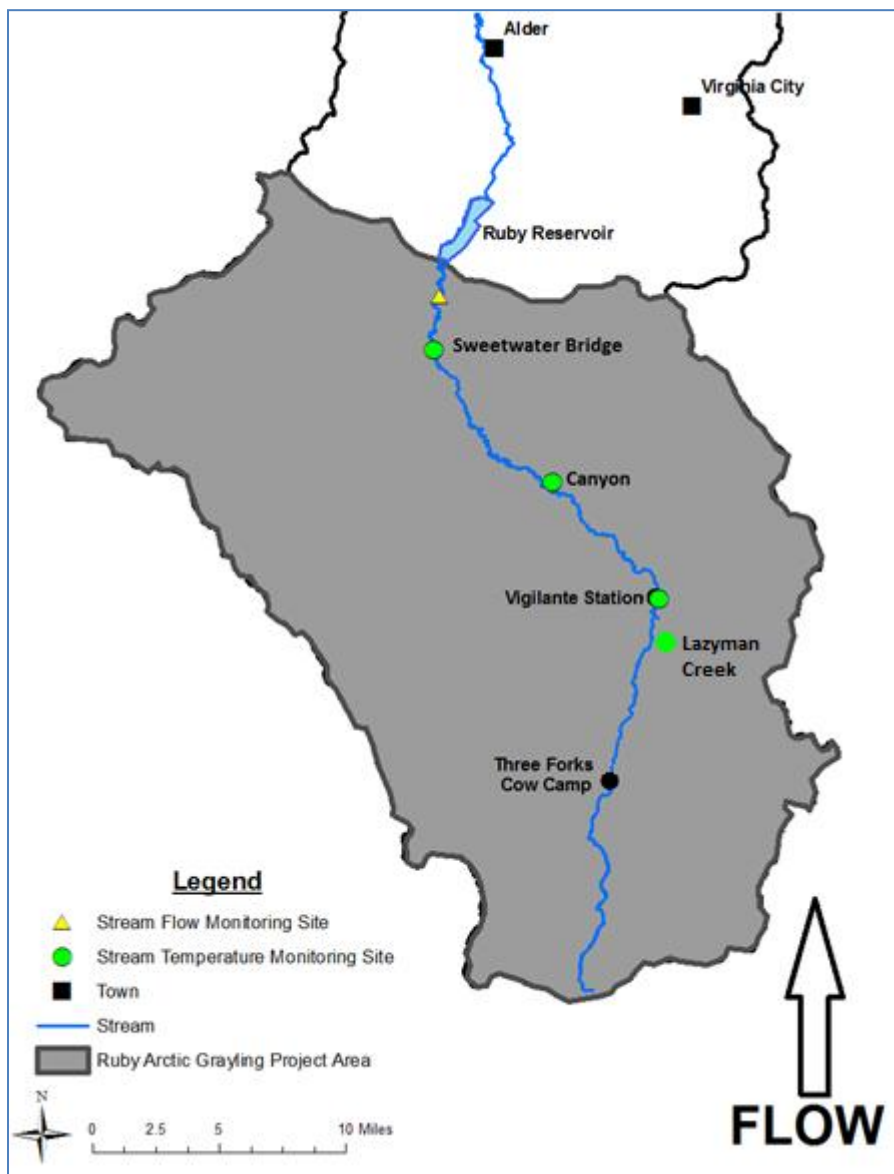 Alder
Virginia City
Ruby Reservoir
Sweetwater Bridge
Canyon
Vigilante Station
Lazyman
Creek
Three Forks
Cow Camp
Legend
Stream Flow Monitoring Site
Stream Temperature Monitoring Site
Town
Stream
Ruby Arctic Grayling Project Area
N
0 2.5 5 10 Miles
FLOW